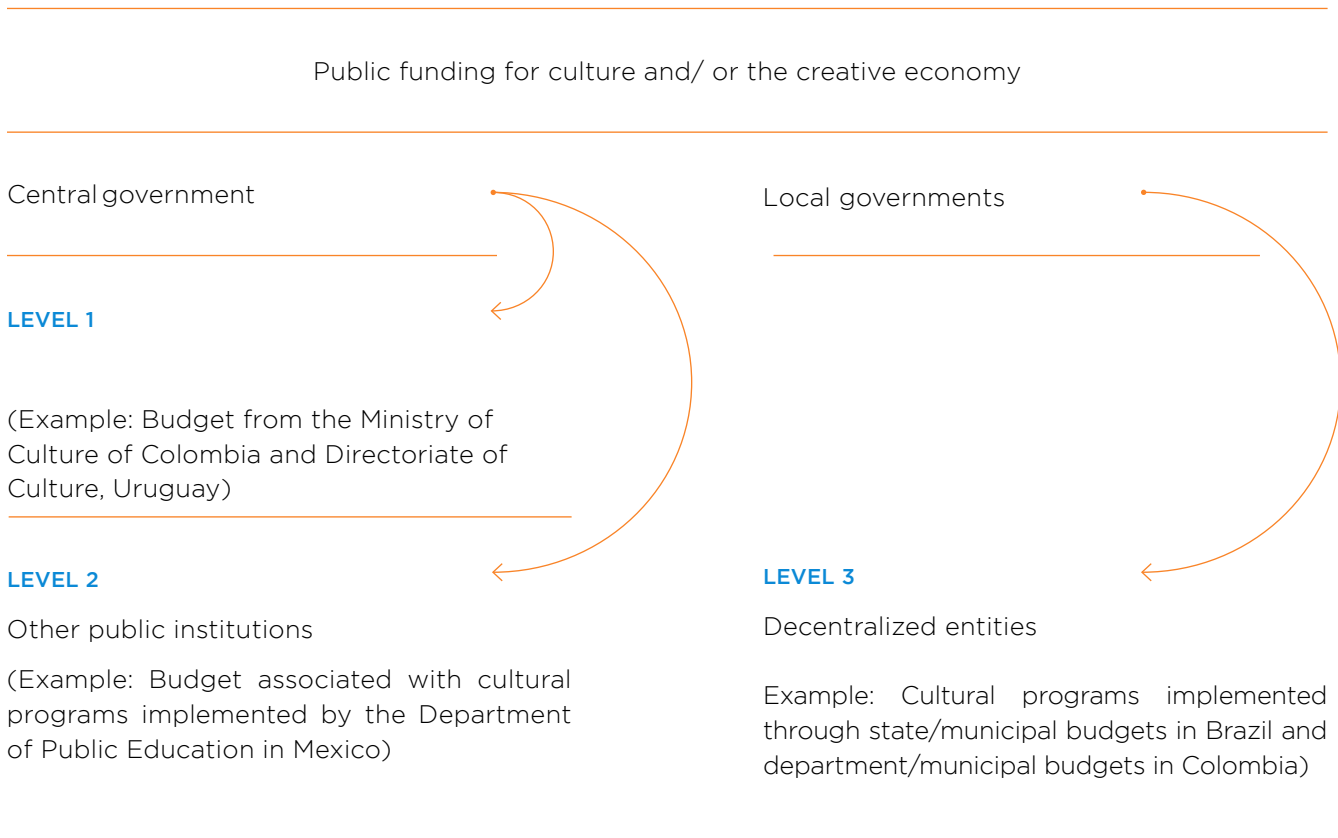 Public funding for culture and/ or the creative economy
Central government
LEVEL 1
(Example: Budget from the Ministry of
Culture of Colombia and Directoriate of
Culture, Uruguay)
LEVEL 2
Other public institutions
(Example: Budget associated with cultural
programs implemented by the Department
of Public Education in Mexico)
Local governments
LEVEL 3
Decentralized entities
Example: Cultural programs implemented
through state/municipal budgets in Brazil and
department/municipal budgets in Colombia)